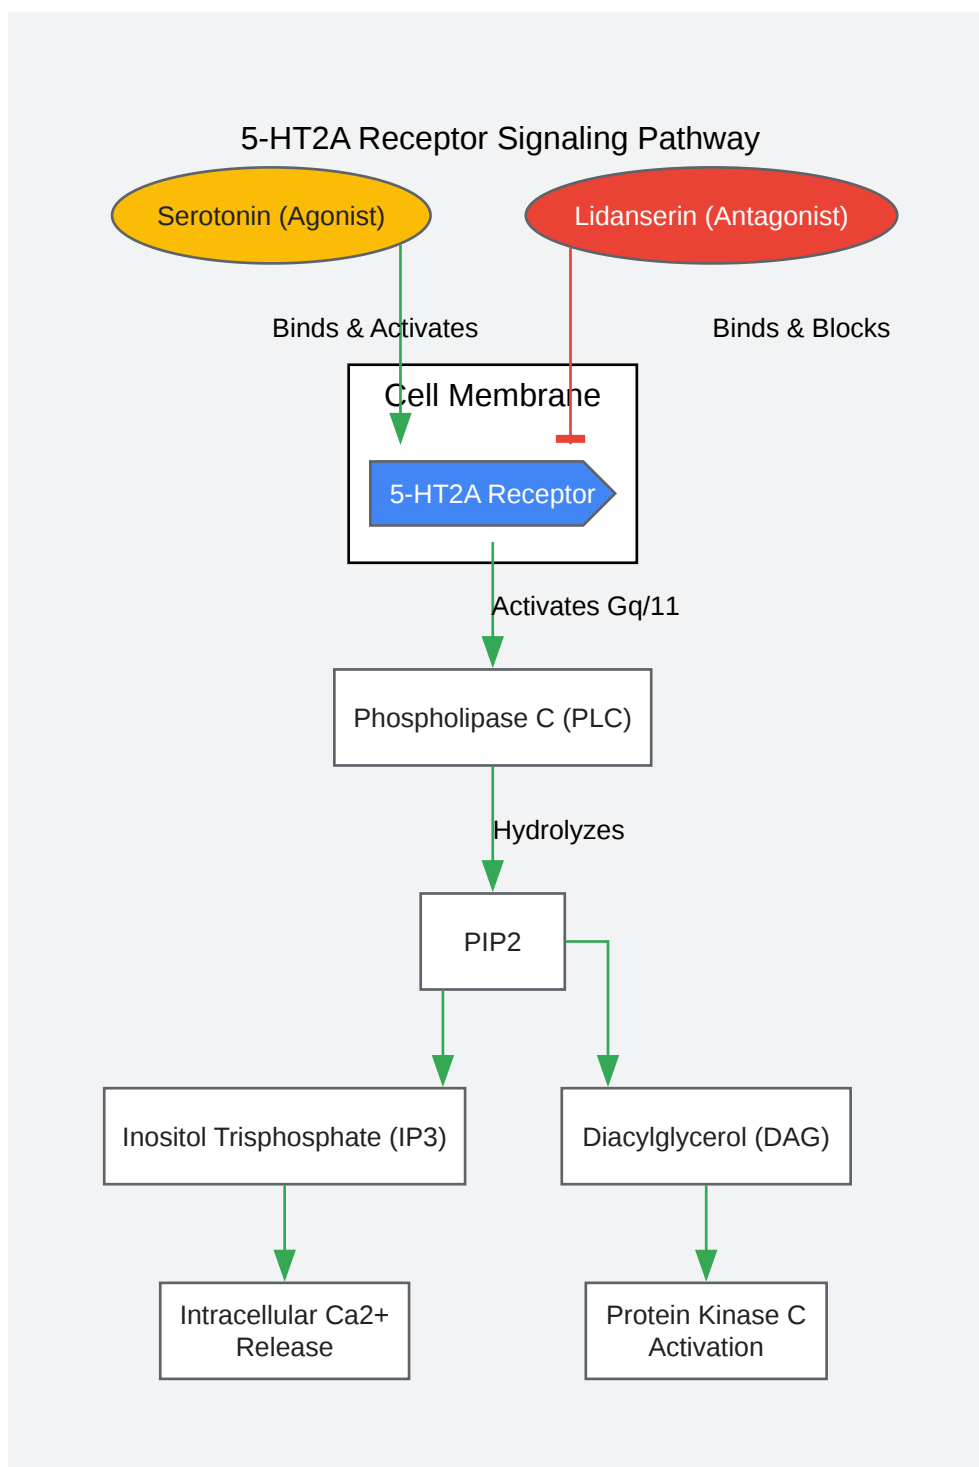 5-HT2A Receptor Signaling Pathway
Serotonin (Agonist)
Lidanserin (Antagonist)
Binds & Activates
Binds & Blocks
Cell Membrane
5-HT2A Receptor
Activates Gq/11
Phospholipase C (PLC)
Hydrolyzes
PIP2
Inositol Trisphosphate (IP3)
Diacylglycerol (DAG)
Intracellular Ca2+
Release
Protein Kinase C
Activation